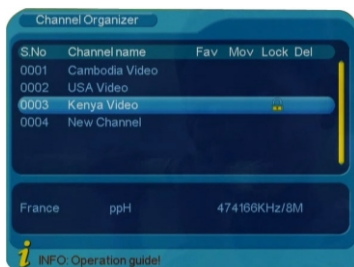 Channel Organizer
S.No Channel name Fav Mov Lock Del
0001 Cambodia Video
0002 USA Video
0003 Kenya Video
0004 New Channel
France ppH 474166KHz/8M
INFO: Operation guide!